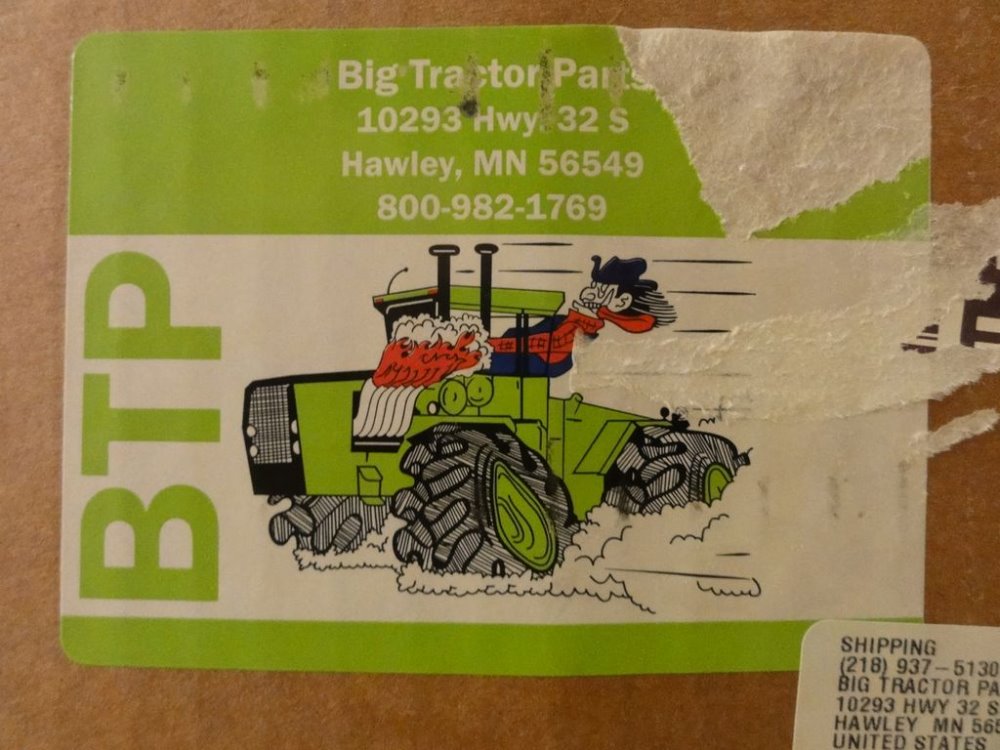 Big Tractor Parts
10293 Hwy. 32 S
Hawley, MN 56549
800-982-1769
BTP
SHIPPING
(218) 937-5130
BIG TRACTOR PA
10293 HWY 32 S
HAWLEY MN 565
UNITED STATES